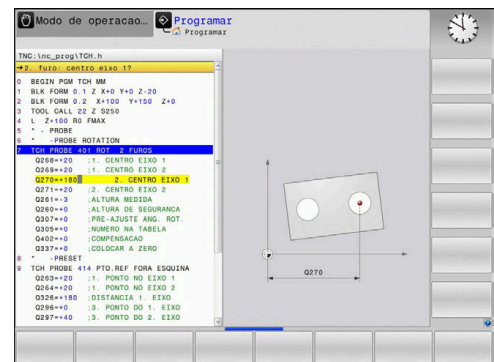 Modo de operacao… Programar
Programar
TNC:\nc_prog\TCH.h
→2. furo: centro eixo 1?
0 BEGIN PGM TCH MM
1 BLK FORM 0.1 Z X+0 Y+0 Z-20
2 BLK FORM 0.2 X+100 Y+150 Z+0
3 TOOL CALL 22 Z S250
4 L Z+100 R0 FMAX
5 * - PROBE
6 * -PROBE ROTATION
7 TCH PROBE 401 ROT 2 FUROS
Q268=+20 ;1. CENTRO EIXO 1
Q269=+20 ;1. CENTRO EIXO 2
Q270=+180 2. CENTRO EIXO 1
Q271=+20 ;2. CENTRO EIXO 2
Q261=-3 ;ALTURA MEDIDA
Q260=+0 ;ALTURA DE SEGURANCA
Q307=+0 ;PRE-AJUSTE ANG. ROT.
Q305=+0 ;NUMERO NA TABELA
Q402=+0 ;COMPENSACAO
Q337=+0 ;COLOCAR A ZERO
8 * -PRESET
9 TCH PROBE 414 PTO.REF FORA ESQUINA
Q263=+20 ;1. PONTO NO EIXO 1
Q264=+20 ;1. PONTO NO EIXO 2
Q326=+180 ;DISTANCIA 1. EIXO
Q296=+0 ;3. PONTO DO 1. EIXO
Q297=+40 ;3. PONTO DO 2. EIXO
Q270